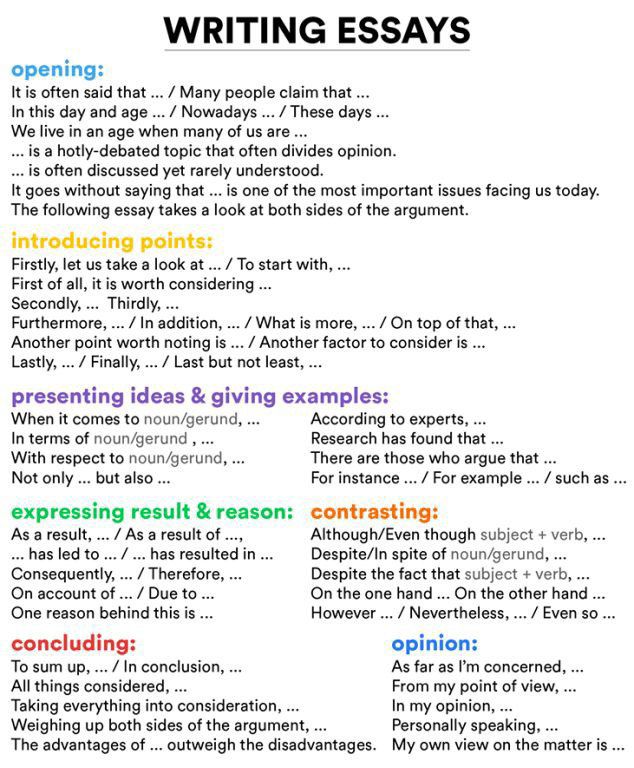 WRITING ESSAYS
opening:
It is often said that ... / Many people claim that ...
In this day and age ... / Nowadays ... / These days ...
We live in an age when many of us are ...
... is a hotly-debated topic that often divides opinion.
... is often discussed yet rarely understood.
It goes without saying that ... is one of the most important issues facing us today.
The following essay takes a look at both sides of the argument.
introducing points:
Firstly, let us take a look at ... / To start with, ...
First of all, it is worth considering ...
Secondly, ... Thirdly, ...
Furthermore, ... / In addition, ... / What is more, ... / On top of that, ...
Another point worth noting is ... / Another factor to consider is ...
Lastly, ... / Finally, ... / Last but not least, ...
presenting ideas & giving examples:
When it comes to noun/gerund, ...
In terms of noun/gerund , ...
With respect to noun/gerund, ...
Not only ... but also ...
According to experts, ...
Research has found that ...
There are those who argue that ...
For instance ... / For example ... / such as ...
expressing result & reason:
As a result, ... / As a result of ...,
... has led to ... / ... has resulted in ...
Consequently, ... / Therefore, ...
On account of ... / Due to ...
One reason behind this is ...
contrasting:
Although/Even though subject + verb, ...
Despite/In spite of noun/gerund, ...
Despite the fact that subject + verb, ...
On the one hand ... On the other hand ...
However ... / Nevertheless, ... / Even so ...
concluding:
To sum up, ... / In conclusion, ...
All things considered, ...
Taking everything into consideration, ...
Weighing up both sides of the argument, ...
The advantages of ... outweigh the disadvantages.
opinion:
As far as I'm concerned, ...
From my point of view, ...
In my opinion, ...
Personally speaking, ...
My own view on the matter is ...